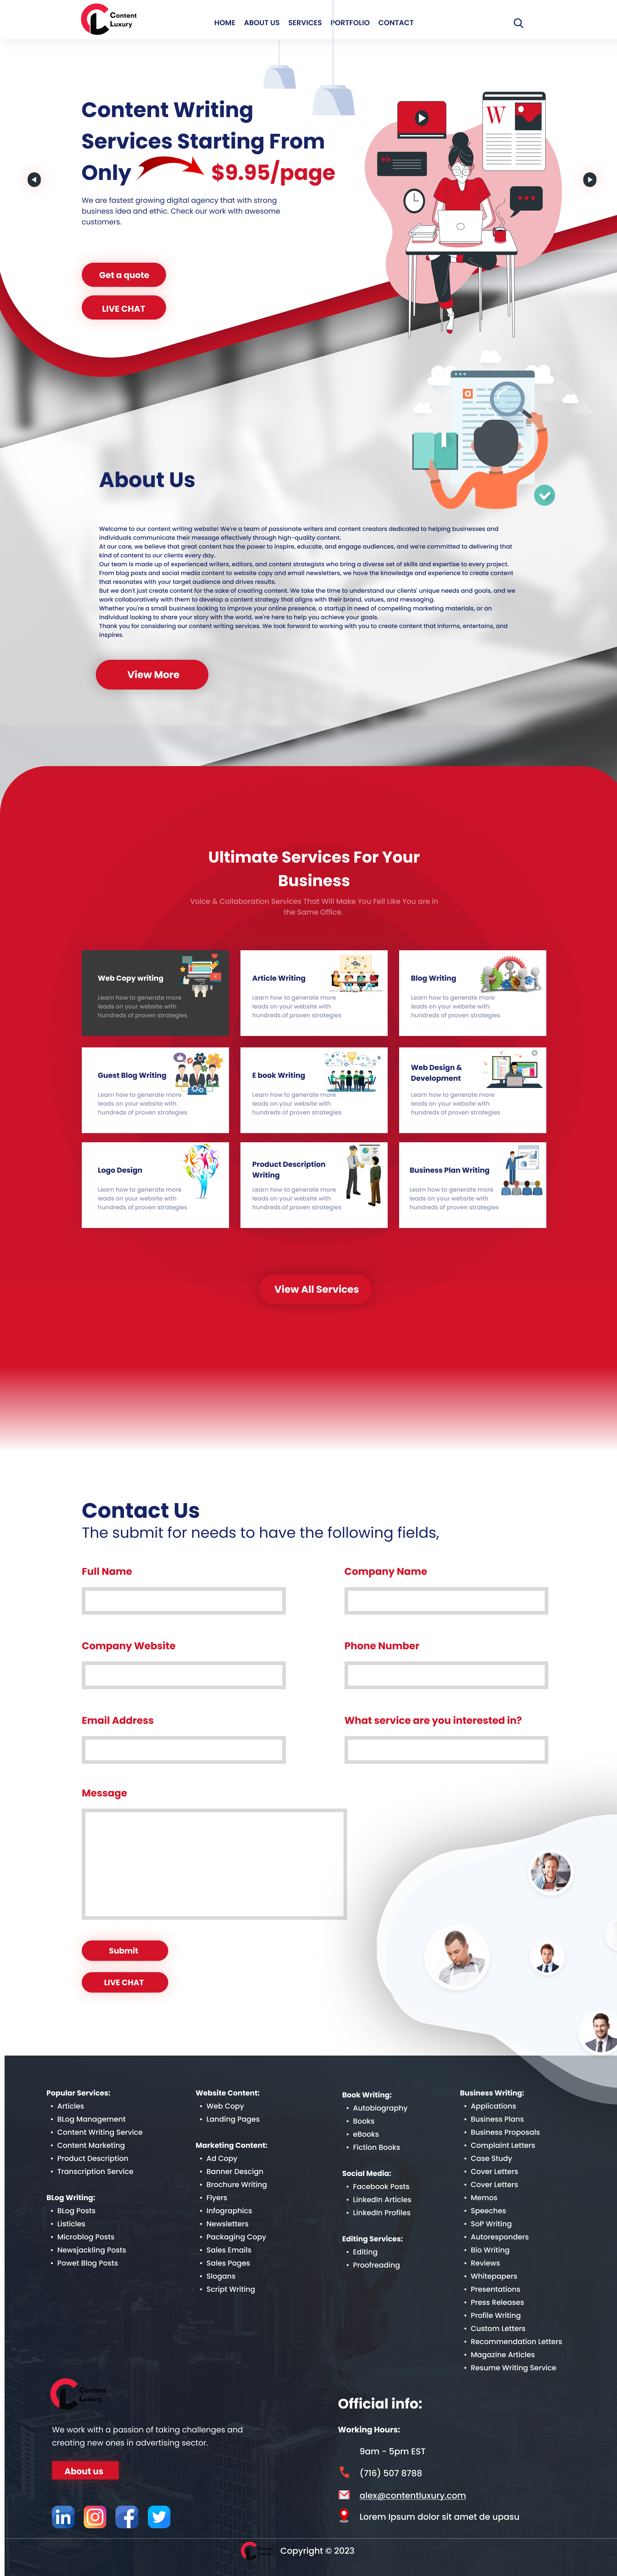 Content
Luxury
HOME ABOUT US SERVICES PORTFOLIO CONTACT
Content Writing
Services Starting From
Only $9.95/page
We are fastest growing digital agency that with strong
business idea and ethic. Check our work with awesome
customers.
Get a quote
LIVE CHAT
W
About Us
Welcome to our content writing website! We're a team of passionate writers and content creators dedicated to helping businesses and
individuals communicate their message effectively through high-quality content.
At our core, we believe that great content has the power to inspire, educate, and engage audiences, and we're committed to delivering that
kind of content to our clients every day.
Our team is made up of experienced writers, editors, and content strategists who bring a diverse set of skills and expertise to every project.
From blog posts and social media content to website copy and email newsletters, we have the knowledge and experience to create content
that resonates with your target audience and drives results.
But we don't just create content for the sake of creating content. We take the time to understand our clients' unique needs and goals, and we
work collaboratively with them to develop a content strategy that aligns with their brand, values, and messaging.
Whether you're a small business looking to improve your online presence, a startup in need of compelling marketing materials, or an
individual looking to share your story with the world, we're here to help you achieve your goals.
Thank you for considering our content writing services. We look forward to working with you to create content that informs, entertains, and
inspires.
View More
Ultimate Services For Your
Business
Voice & Collaboration Services That Will Make You Fell Like You are in
the Same Office.
Web Copy writing
Learn how to generate more
leads on your website with
hundreds of proven strategies
Article Writing
Learn how to generate more
leads on your website with
hundreds of proven strategies
Blog Writing
Learn how to generate more
leads on your website with
hundreds of proven strategies
Guest Blog Writing
Learn how to generate more
leads on your website with
hundreds of proven strategies
E book Writing
Learn how to generate more
leads on your website with
hundreds of proven strategies
Web Design &
Development
Learn how to generate more
leads on your website with
hundreds of proven strategies
Logo Design
Learn how to generate more
leads on your website with
hundreds of proven strategies
Product Description
Writing
Learn how to generate more
leads on your website with
hundreds of proven strategies
Business Plan Writing
Learn how to generate more
leads on your website with
hundreds of proven strategies
View All Services
Contact Us
The submit for needs to have the following fields,
Full Name
Company Name
Company Website
Phone Number
Email Address
What service are you interested in?
Message
Submit
LIVE CHAT
Popular Services:
• Articles
• BLog Management
• Content Writing Service
• Content Marketing
• Product Description
• Transcription Service
BLog Writing:
• BLog Posts
• Listicles
• Microblog Posts
• Newsjackling Posts
• Powet Blog Posts
Website Content:
• Web Copy
• Landing Pages
Marketing Content:
• Ad Copy
• Banner Descign
• Brochure Writing
• Flyers
• Infographics
• Newsletters
• Packaging Copy
• Sales Emails
• Sales Pages
• Slogans
• Script Writing
Book Writing:
• Autobiography
• Books
• eBooks
• Fiction Books
Social Media:
• Facebook Posts
• LinkedIn Articles
• LinkedIn Profiles
Editing Services:
• Editing
• Proofreading
Business Writing:
• Applications
• Business Plans
• Business Proposals
• Complaint Letters
• Case Study
• Cover Letters
• Cover Letters
• Memos
• Speeches
• SoP Writing
• Autoresponders
• Bio Writing
• Reviews
• Whitepapers
• Presentations
• Press Releases
• Profile Writing
• Custom Letters
• Recommendation Letters
• Magazine Articles
• Resume Writing Service
Content
Luxury
We work with a passion of taking challenges and
creating new ones in advertising sector.
About us
in
Official info:
Working Hours:
9am - 5pm EST
(716) 507 8788
alex@contentluxury.com
Lorem Ipsum dolor sit amet de upasu
Copyright © 2023